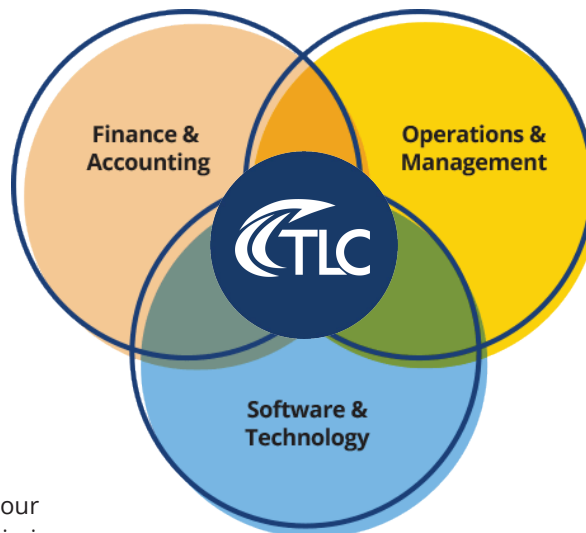 Finance &
Accounting
Operations &
Management
TLC
Software &
Technology
our